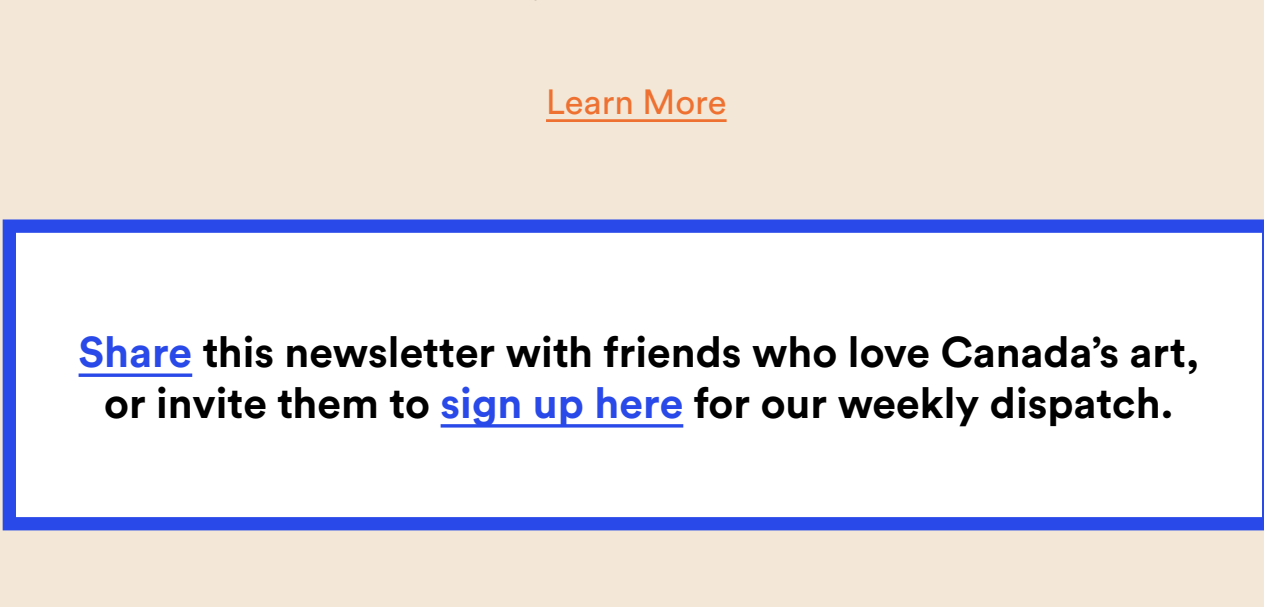 Learn More
Share this newsletter with friends who love Canada’s art,
or invite them to sign up here for our weekly dispatch.